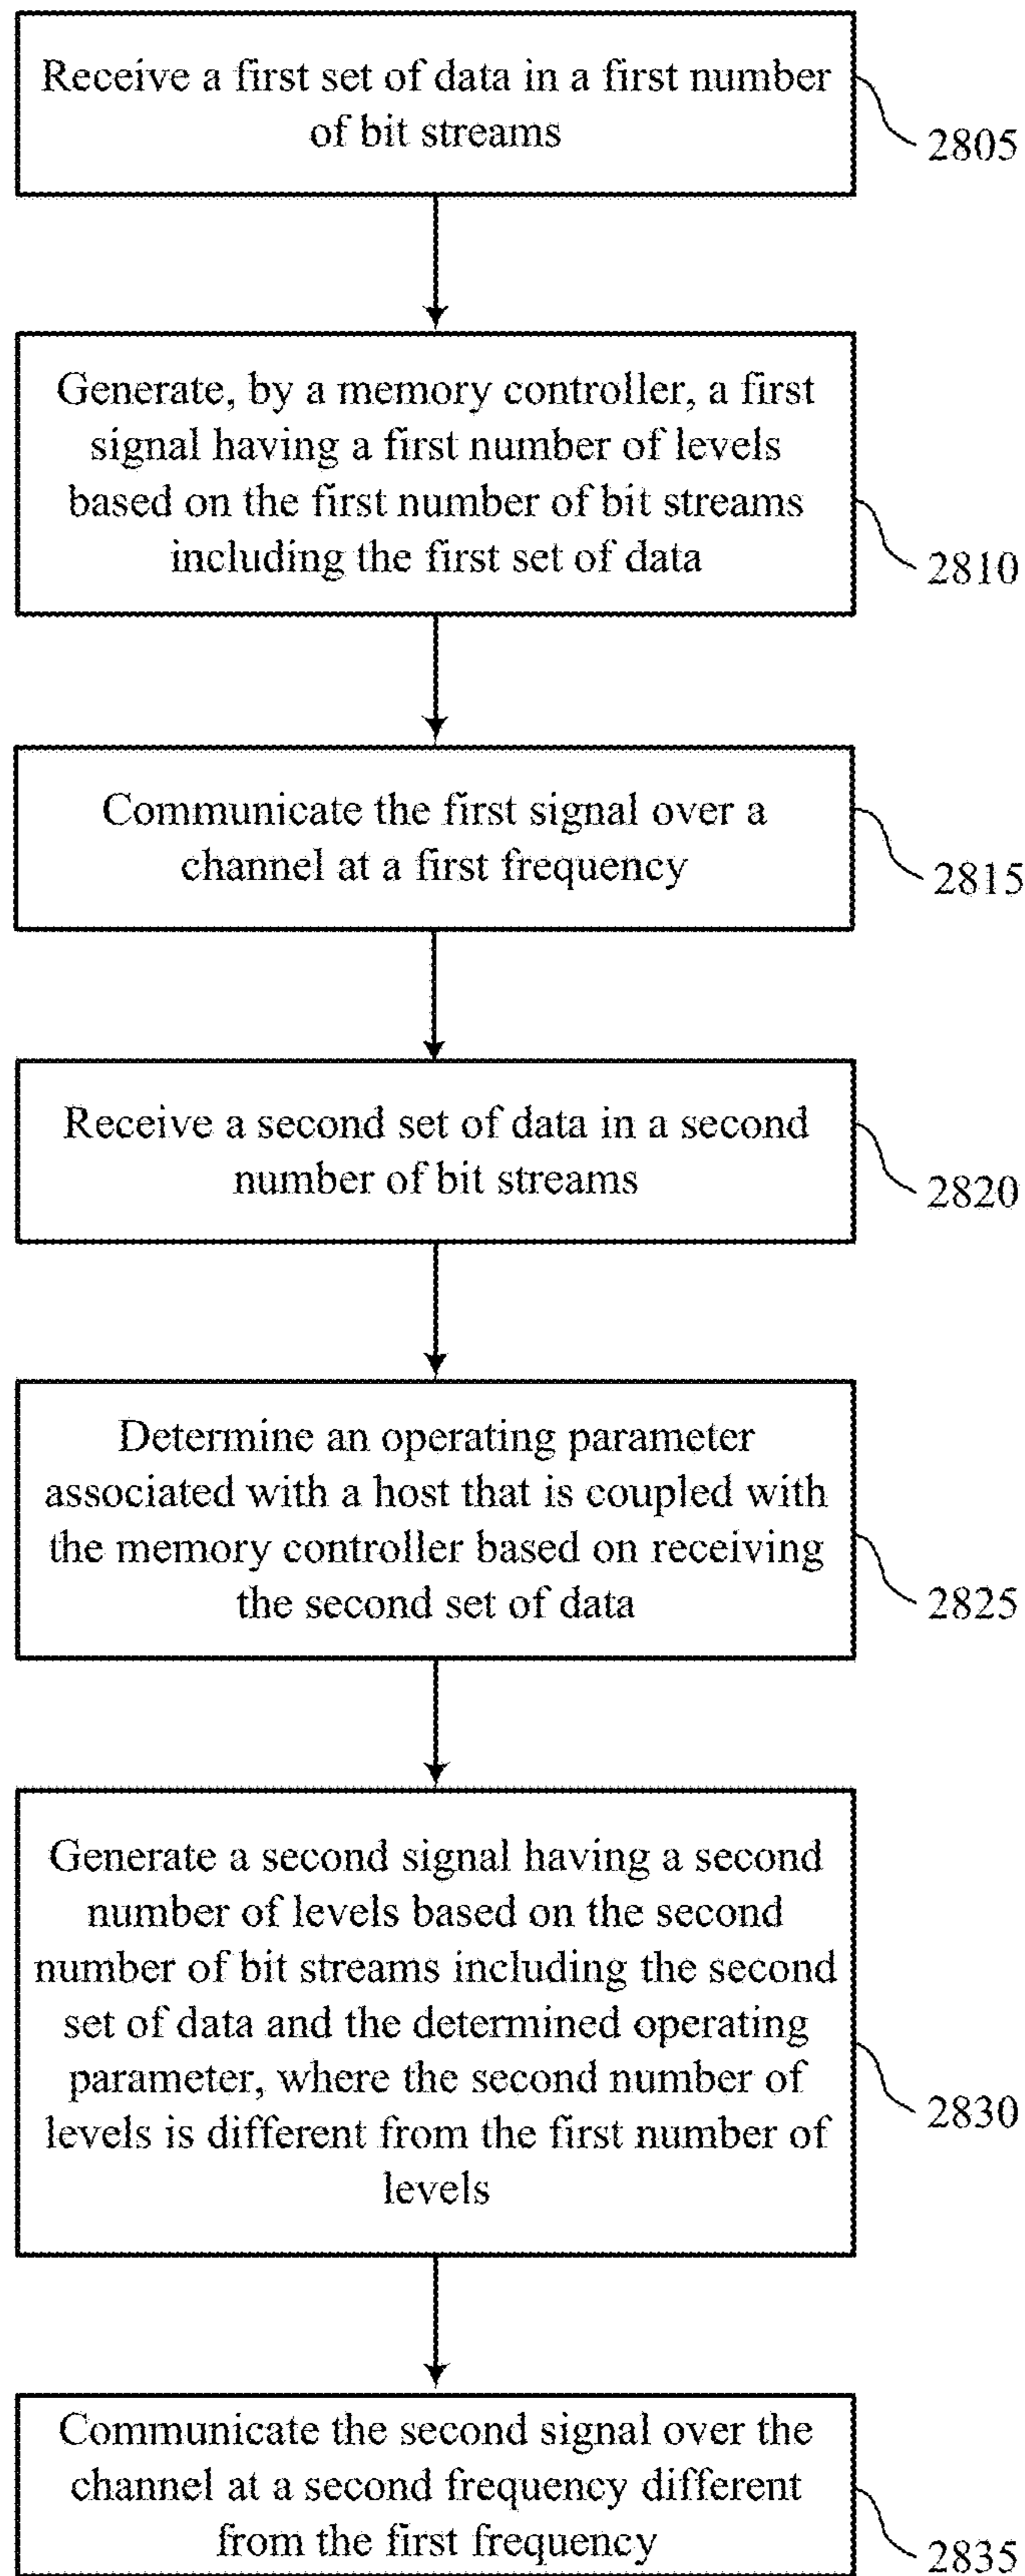 Receive a first set of data in a first number
of bit streams
2805
Generate, by a memory controller, a first
signal having a first number of levels
based on the first number of bit streams
including the first set of data
2810
Communicate the first signal over a
channel at a first frequency
2815
Receive a second set of data in a second
number of bit streams
2820
Determine an operating parameter
associated with a host that is coupled with
the memory controller based on receiving
the second set of data
2825
Generate a second signal having a second
number of levels based on the second
number of bit streams including the second
set of data and the determined operating
parameter, where the second number of
levels is different from the first number of
levels
2830
Communicate the second signal over the
channel at a second frequency different
from the first frequency
2835